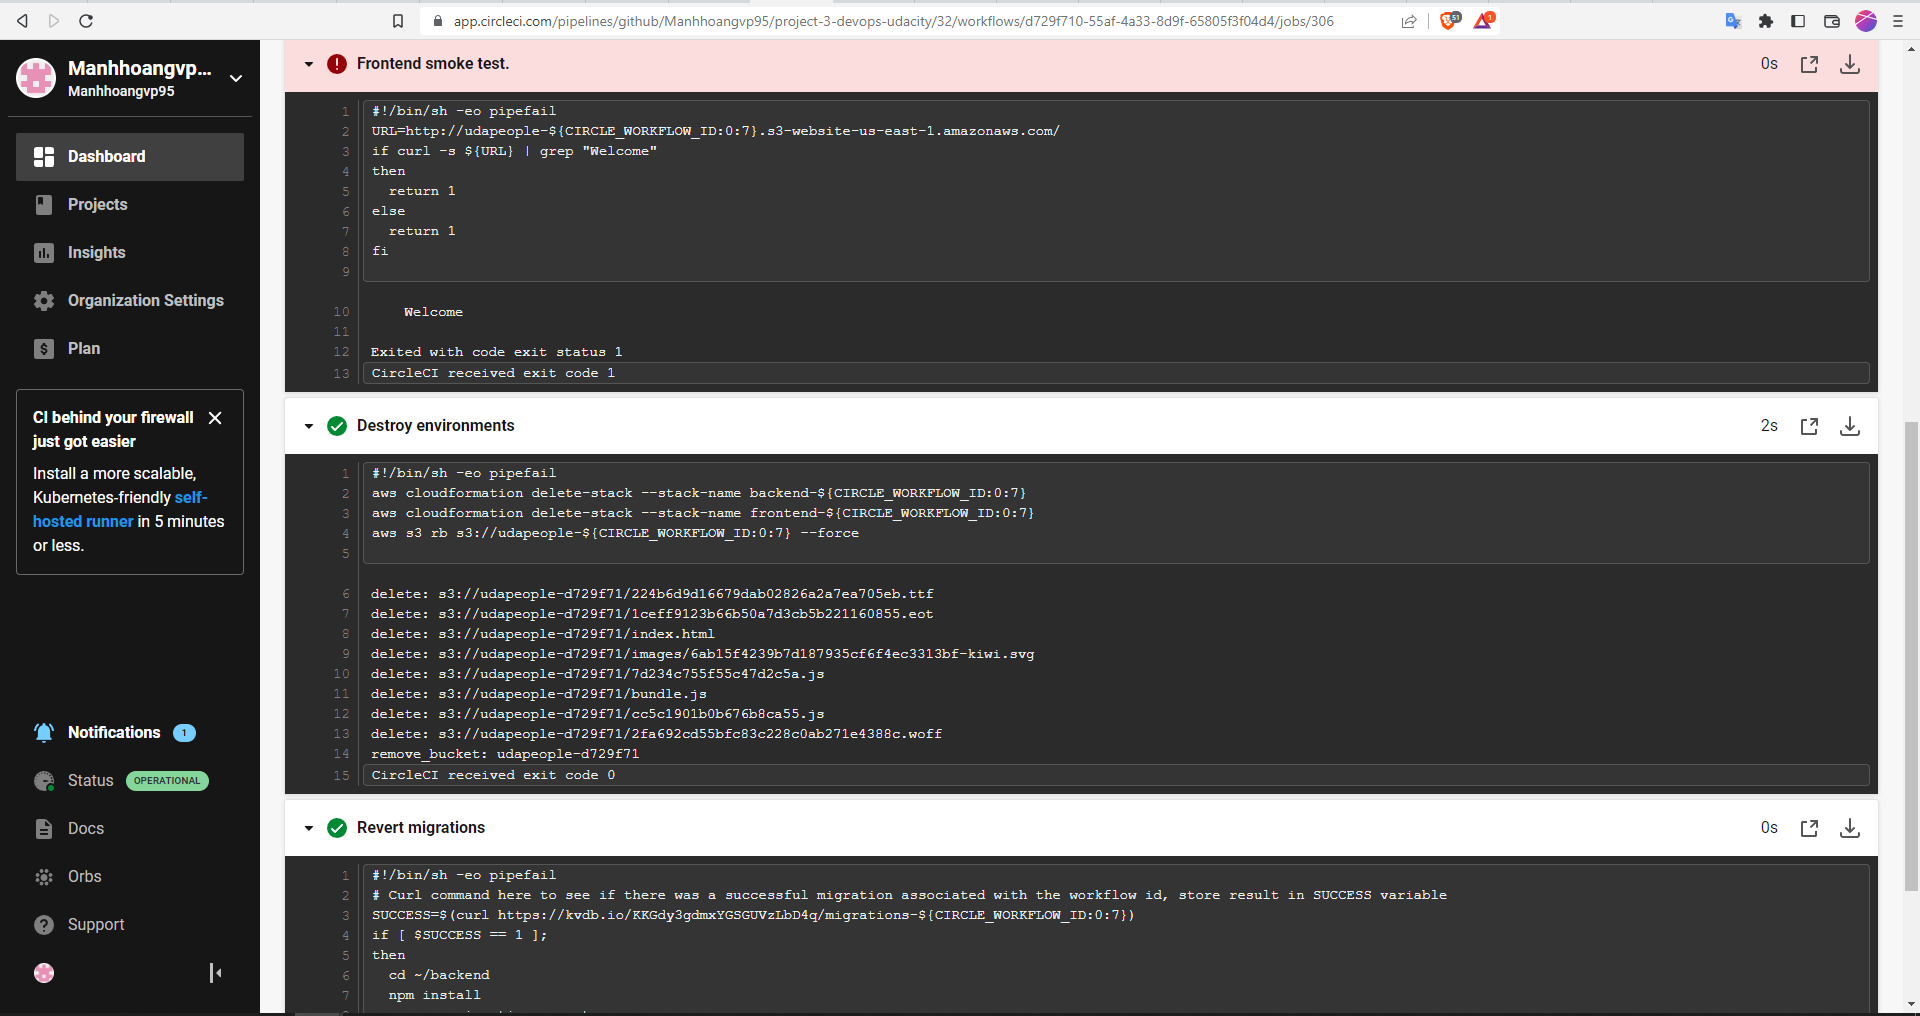 app.circleci.com/pipelines/github/Manhhoangvp95/project-3-devops-udacity/32/workflows/d729f710-55af-4a33-8d9f-65805f3f04d4/jobs/306
51
1
Manhhoangvp...
Manhhoangvp95
Dashboard
Projects
Insights
Organization Settings
Plan
CI behind your firewall
just got easier
Install a more scalable,
Kubernetes-friendly self-
hosted runner in 5 minutes
or less.
Notifications 1
Status OPERATIONAL
Docs
Orbs
Support
Frontend smoke test. 0s
1 #!/bin/sh -eo pipefail
2 URL=http://udapeople-${CIRCLE_WORKFLOW_ID:0:7}.s3-website-us-east-1.amazonaws.com/
3 if curl -s ${URL} | grep "Welcome"
4 then
5 return 1
6 else
7 return 1
8 fi
9
10 Welcome
11
12 Exited with code exit status 1
13 CircleCI received exit code 1
Destroy environments 2s
1 #!/bin/sh -eo pipefail
2 aws cloudformation delete-stack --stack-name backend-${CIRCLE_WORKFLOW_ID:0:7}
3 aws cloudformation delete-stack --stack-name frontend-${CIRCLE_WORKFLOW_ID:0:7}
4 aws s3 rb s3://udapeople-${CIRCLE_WORKFLOW_ID:0:7} --force
5
6 delete: s3://udapeople-d729f71/224b6d9d16679dab02826a2a7ea705eb.ttf
7 delete: s3://udapeople-d729f71/1ceff9123b66b50a7d3cb5b221160855.eot
8 delete: s3://udapeople-d729f71/index.html
9 delete: s3://udapeople-d729f71/images/6ab15f4239b7d187935cf6f4ec3313bf-kiwi.svg
10 delete: s3://udapeople-d729f71/7d234c755f55c47d2c5a.js
11 delete: s3://udapeople-d729f71/bundle.js
12 delete: s3://udapeople-d729f71/cc5c1901b0b676b8ca55.js
13 delete: s3://udapeople-d729f71/2fa692cd55bfc83c228c0ab271e4388c.woff
14 remove_bucket: udapeople-d729f71
15 CircleCI received exit code 0
Revert migrations 0s
1 #!/bin/sh -eo pipefail
2 # Curl command here to see if there was a successful migration associated with the workflow id, store result in SUCCESS variable
3 SUCCESS=$(curl https://kvdb.io/KKGdy3gdmxYGSGUVzLbD4q/migrations-${CIRCLE_WORKFLOW_ID:0:7})
4 if [ $SUCCESS == 1 ];
5 then
6 cd ~/backend
7 npm install